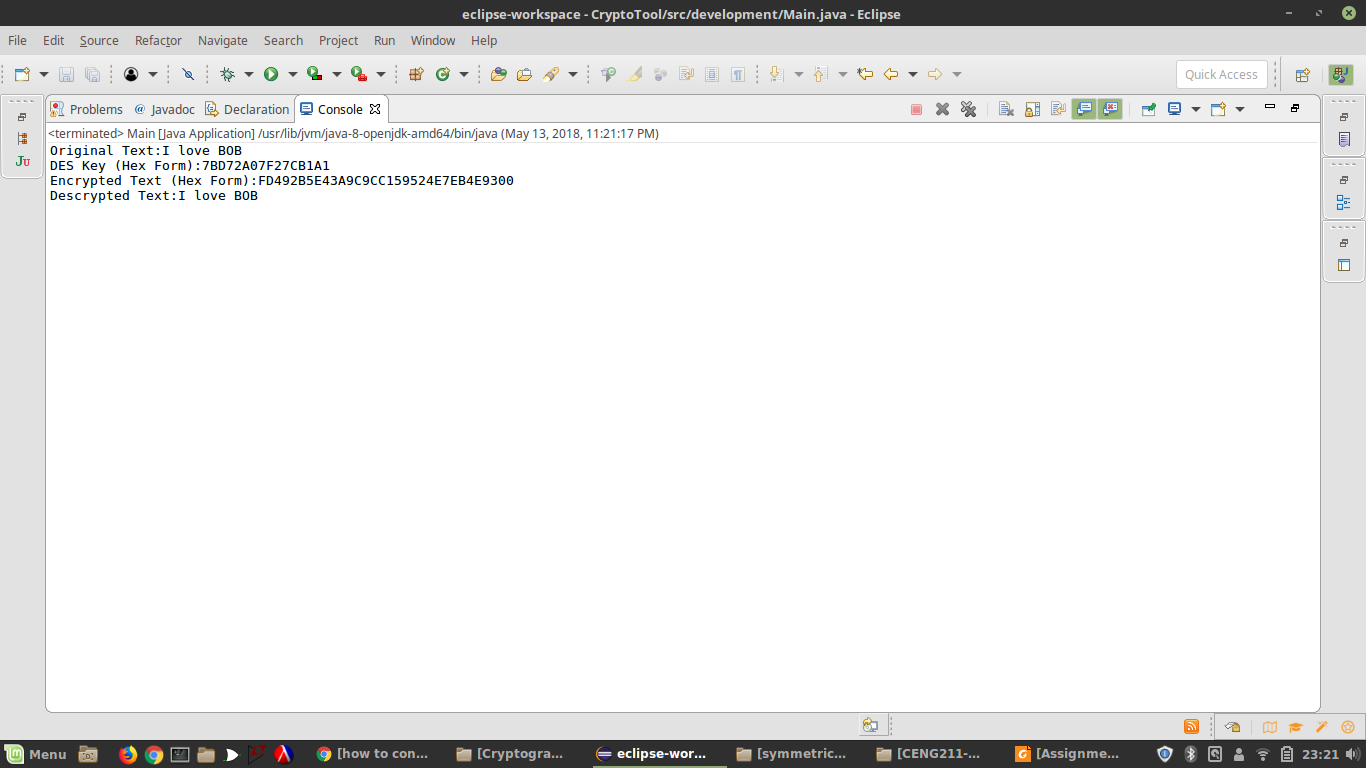 eclipse-workspace - CryptoTool/src/development/Main.java - Eclipse
File Edit Source Refactor Navigate Search Project Run Window Help
Quick Access
Problems @ Javadoc Declaration Console
<terminated> Main [Java Application] /usr/lib/jvm/java-8-openjdk-amd64/bin/java (May 13, 2018, 11:21:17 PM)
Original Text:I love BOB
DES Key (Hex Form):7BD72A07F27CB1A1
Encrypted Text (Hex Form):FD492B5E43A9C9CC159524E7EB4E9300
Descrypted Text:I love BOB
Menu [how to con... [Cryptogra... eclipse-wor... [symmetric... [CENG211-... [Assignme... 23:21